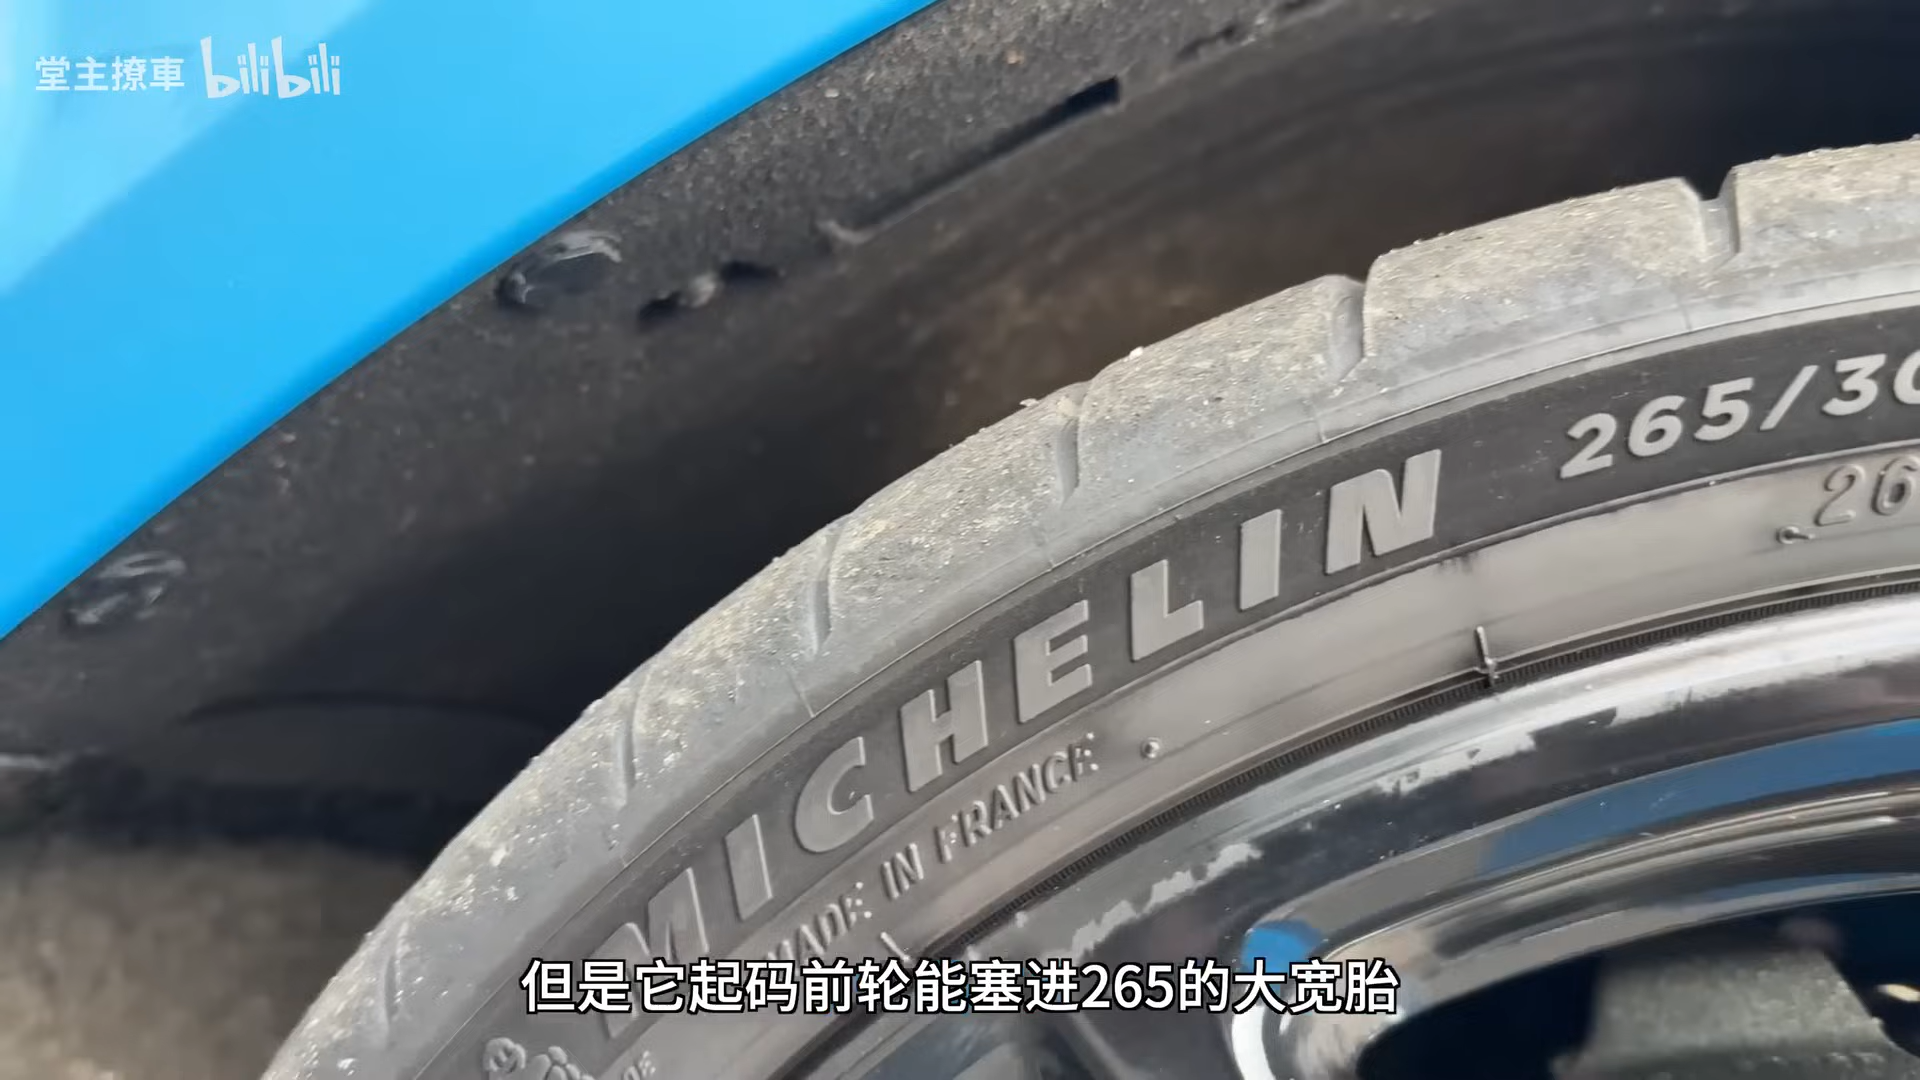 堂主撩車 bilibili
265/30
26
MICHELIN
MADE IN FRANCE
但是它起码前轮能塞进265的大宽胎